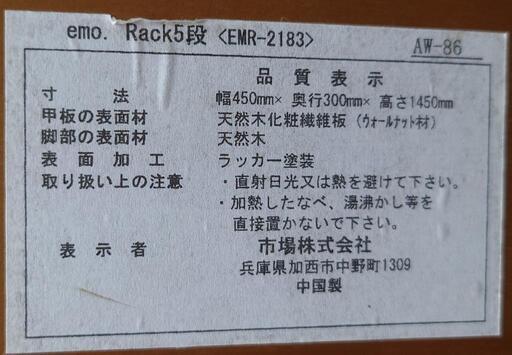 emo. Rack5段 <EMR-2183>
AW-86
品質表示
寸法 幅450mm× 奥行300mm× 高さ1450mm
甲板の表面材 天然木化粧繊維板 (ウォールナット材)
脚部の表面材 天然木
表面加工 ラッカー塗装
取り扱い上の注意 ・直射日光又は熱を避けて下さい。
・加熱したなべ、湯沸かし等を
直接置かないで下さい。
表示者 市場株式会社
兵庫県加西市中野町1309
中国製